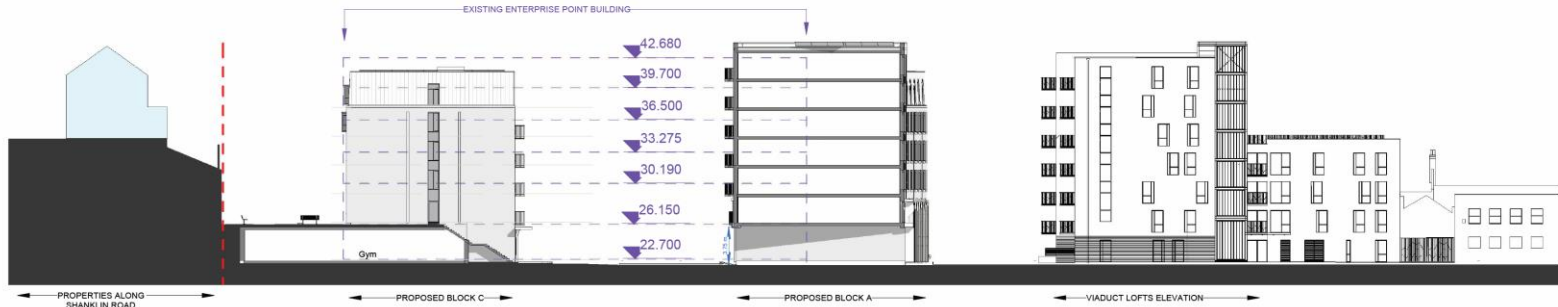 EXISTING ENTERPRISE POINT BUILDING
42.680
39.700
36.500
33.275
30.190
26.150
22.700
Gym
PROPERTIES ALONG
SHANKLIN ROAD
PROPOSED BLOCK C
PROPOSED BLOCK A
VIADUCT LOFTS ELEVATION